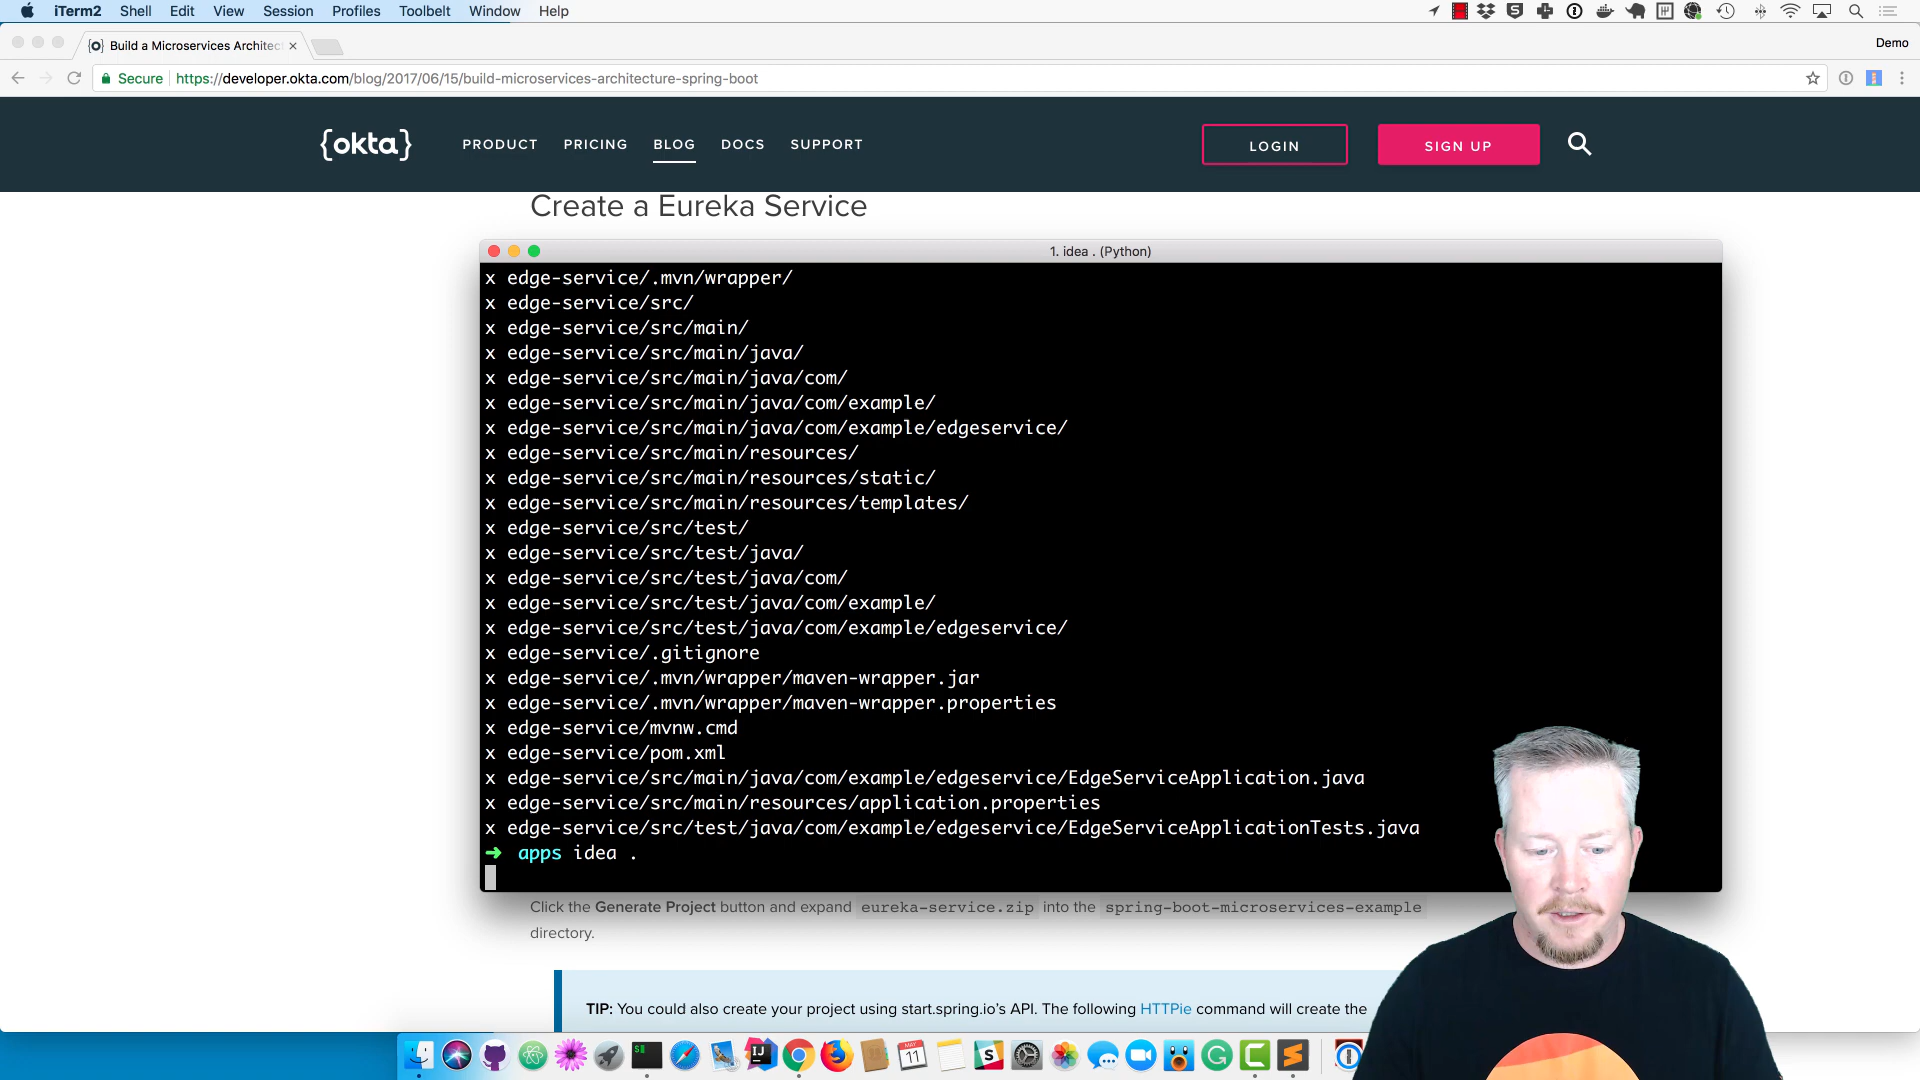 iTerm2 Shell Edit View Session Profiles Toolbelt Window Help
Build a Microservices Architec
Demo
Secure https://developer.okta.com/blog/2017/06/15/build-microservices-architecture-spring-boot
{okta} PRODUCT PRICING BLOG DOCS SUPPORT LOGIN SIGN UP
Create a Eureka Service
1. idea . (Python)
x edge-service/.mvn/wrapper/
x edge-service/src/
x edge-service/src/main/
x edge-service/src/main/java/
x edge-service/src/main/java/com/
x edge-service/src/main/java/com/example/
x edge-service/src/main/java/com/example/edgeservice/
x edge-service/src/main/resources/
x edge-service/src/main/resources/static/
x edge-service/src/main/resources/templates/
x edge-service/src/test/
x edge-service/src/test/java/
x edge-service/src/test/java/com/
x edge-service/src/test/java/com/example/
x edge-service/src/test/java/com/example/edgeservice/
x edge-service/.gitignore
x edge-service/.mvn/wrapper/maven-wrapper.jar
x edge-service/.mvn/wrapper/maven-wrapper.properties
x edge-service/mvnw.cmd
x edge-service/pom.xml
x edge-service/src/main/java/com/example/edgeservice/EdgeServiceApplication.java
x edge-service/src/main/resources/application.properties
x edge-service/src/test/java/com/example/edgeservice/EdgeServiceApplicationTests.java
➜ apps idea .
Click the Generate Project button and expand eureka-service.zip into the spring-boot-microservices-example
directory.
TIP: You could also create your project using start.spring.io’s API. The following HTTPie command will create the